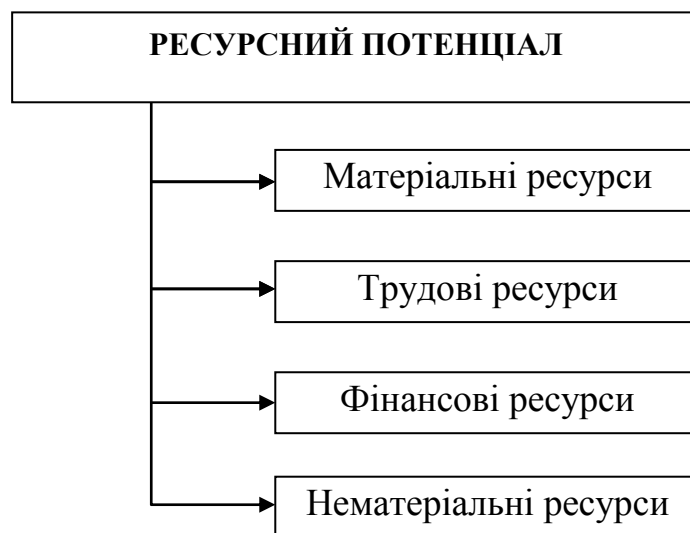 РЕСУРСНИЙ ПОТЕНЦІАЛ
Матеріальні ресурси
Трудові ресурси
Фінансові ресурси
Нематеріальні ресурси